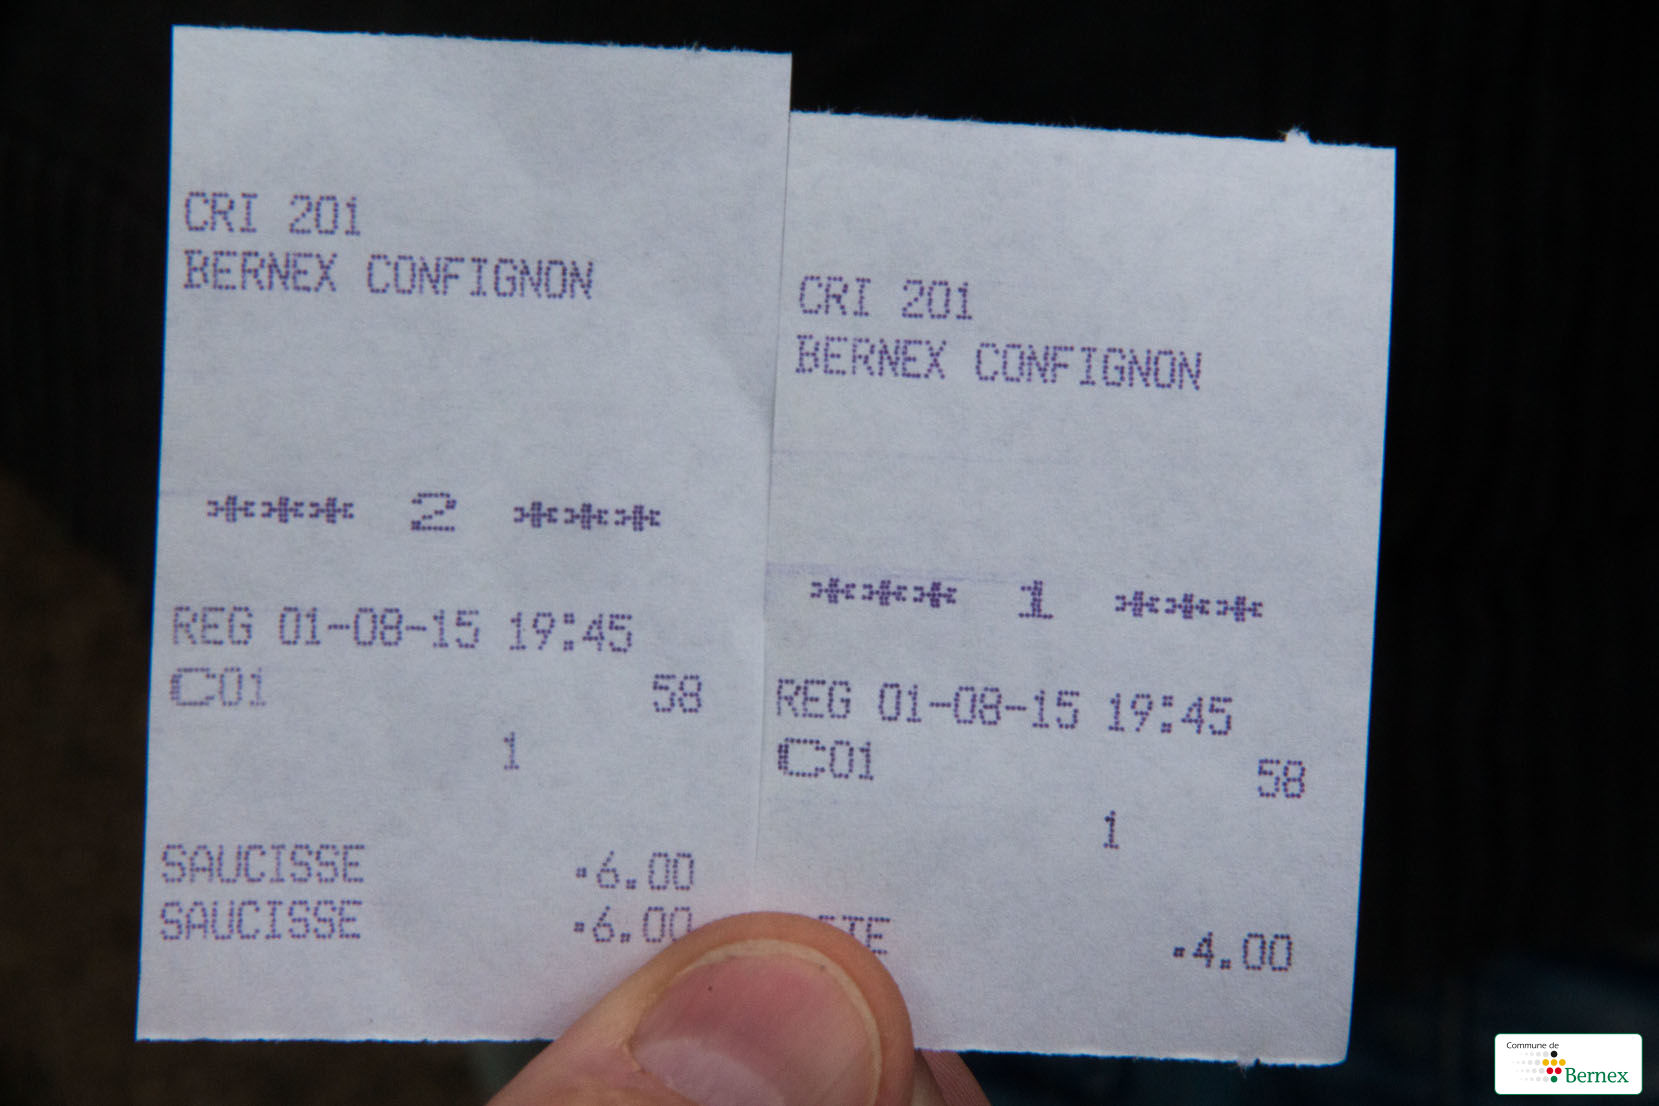 CRI 201
BERNEX CONFIGNON
*** 2 ***
REG 01-08-15 19:45
C01 58
1
SAUCISSE ·6.00
SAUCISSE ·6.00
CRI 201
BERNEX CONFIGNON
*** 1 ***
REG 01-08-15 19:45
C01 58
1
·4.00
Commune de
Bernex